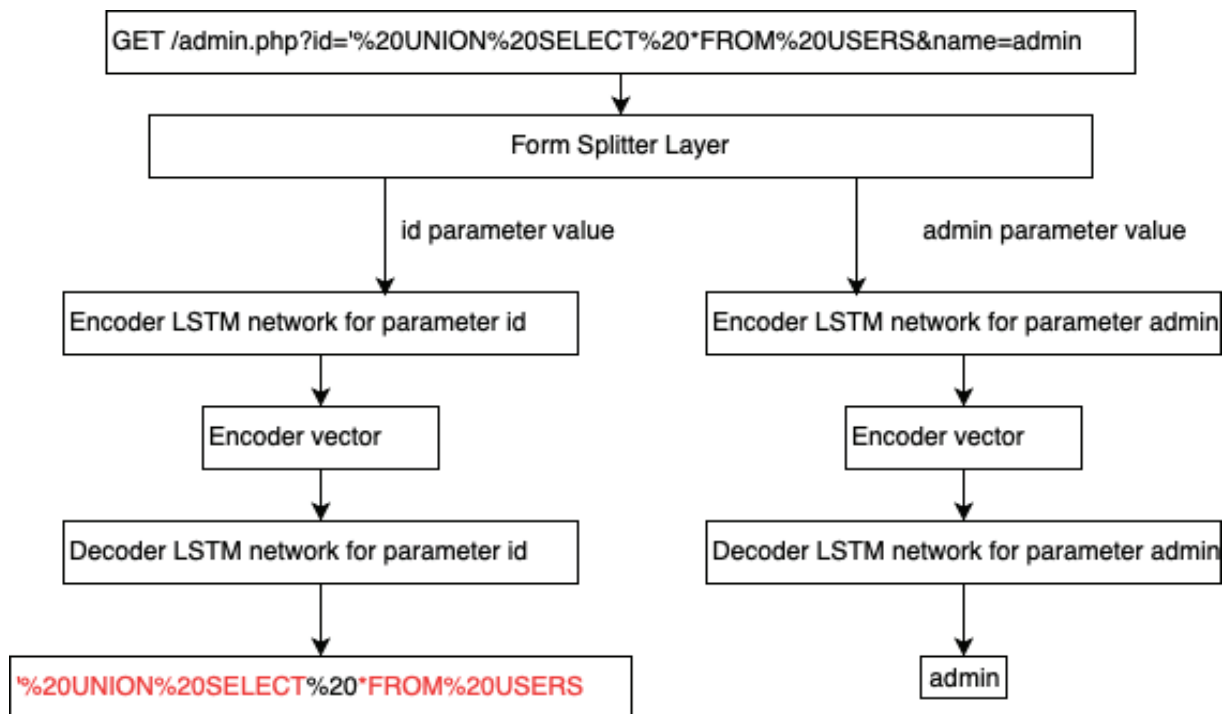 GET /admin.php?id='%20UNION%20SELECT%20*FROM%20USERS&name=admin
Form Splitter Layer
id parameter value
admin parameter value
Encoder LSTM network for parameter id
Encoder LSTM network for parameter admin
Encoder vector
Encoder vector
Decoder LSTM network for parameter id
Decoder LSTM network for parameter admin
'%20UNION%20SELECT%20*FROM%20USERS
admin